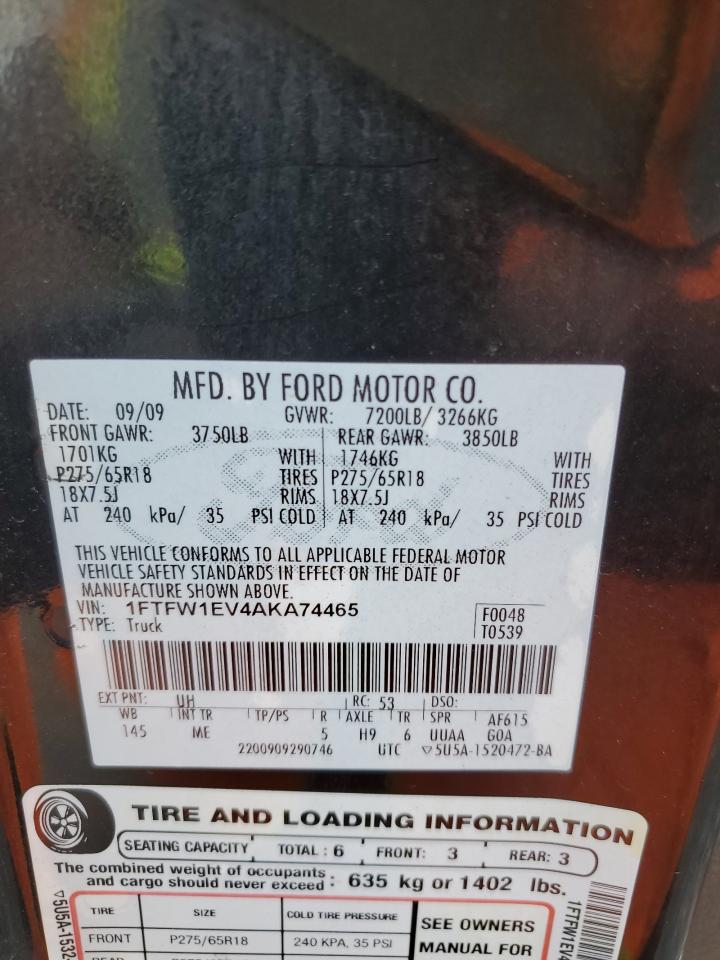 MFD. BY FORD MOTOR CO.
DATE: 09/09 GVWR: 7200LB/ 3266KG
FRONT GAWR: 3750LB REAR GAWR: 3850LB
1701KG WITH 1746KG WITH
P275/65R18 TIRES P275/65R18 TIRES
18X7.5J RIMS 18X7.5J RIMS
AT 240 kPa/ 35 PSI COLD AT 240 kPa/ 35 PSI COLD
THIS VEHICLE CONFORMS TO ALL APPLICABLE FEDERAL MOTOR
VEHICLE SAFETY STANDARDS IN EFFECT ON THE DATE OF
MANUFACTURE SHOWN ABOVE.
VIN: 1FTFW1EV4AKA74465 F0048
TYPE: Truck T0539
EXT PNT: UH RC: 53 DSO:
WB INT TR TP/PS R AXLE TR SPR AF615
145 ME 5 H9 6 UUAA GOA
2200909290746 UTC ▽5U5A-1520472-BA
TIRE AND LOADING INFORMATION
SEATING CAPACITY TOTAL : 6 FRONT: 3 REAR: 3
The combined weight of occupants
and cargo should never exceed : 635 kg or 1402 lbs.
TIRE SIZE COLD TIRE PRESSURE SEE OWNERS
FRONT P275/65R18 240 KPA, 35 PSI MANUAL FOR
▽5U5A-1532
1FTFW1EV